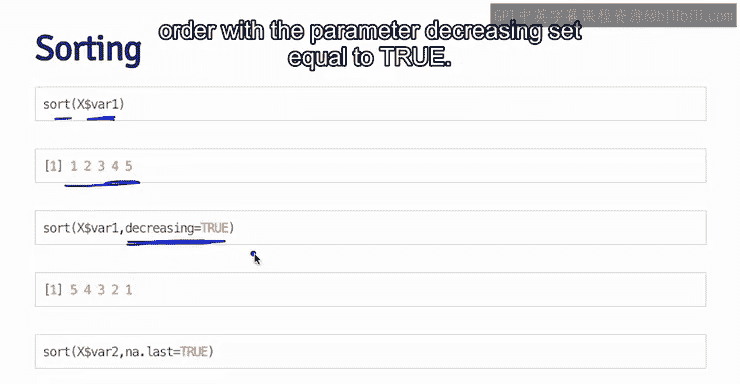 order with the parameter decreasing set
equal to TRUE.
Sorting
sort(X$var1)
[1] 1 2 3 4 5
sort(X$var1,decreasing=TRUE)
[1] 5 4 3 2 1
sort(X$var2,na.last=TRUE)